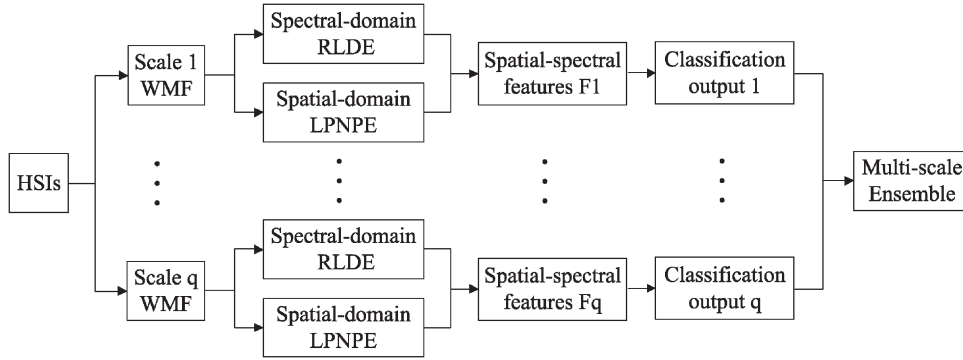 HSIs
Scale 1
WMF
Spectral-domain
RLDE
Spatial-domain
LPNPE
Spatial-spectral
features F1
Classification
output 1
Scale q
WMF
Spectral-domain
RLDE
Spatial-domain
LPNPE
Spatial-spectral
features Fq
Classification
output q
Multi-scale
Ensemble